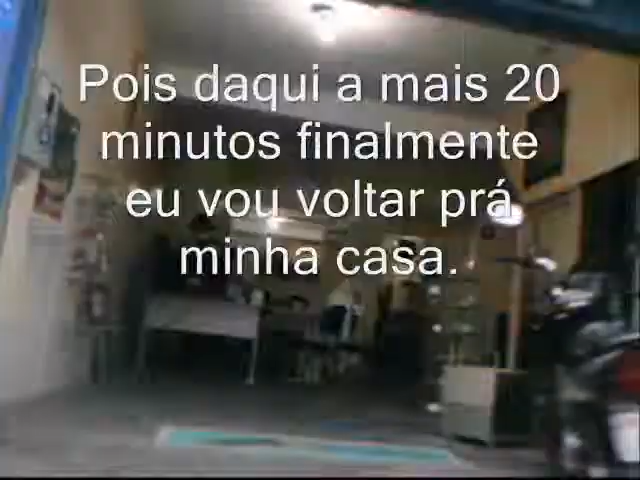 Pois daqui a mais 20
minutos finalmente
eu vou voltar prá
minha casa.